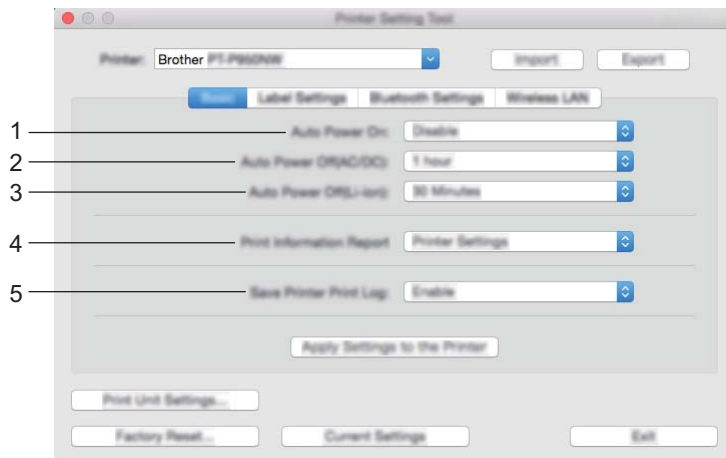 Printer Setting Tool
Printer: Brother PT-P950NW Import Export
Label Settings Bluetooth Settings Wireless LAN
1 Auto Power On: Disable
2 Auto Power Off(AC/DC): 1 hour
3 Auto Power Off(Li-ion): 30 Minutes
4 Print Information Report Printer Settings
5 Save Printer Print Log: Enable
Apply Settings to the Printer
Print Unit Settings...
Factory Reset... Current Settings Exit